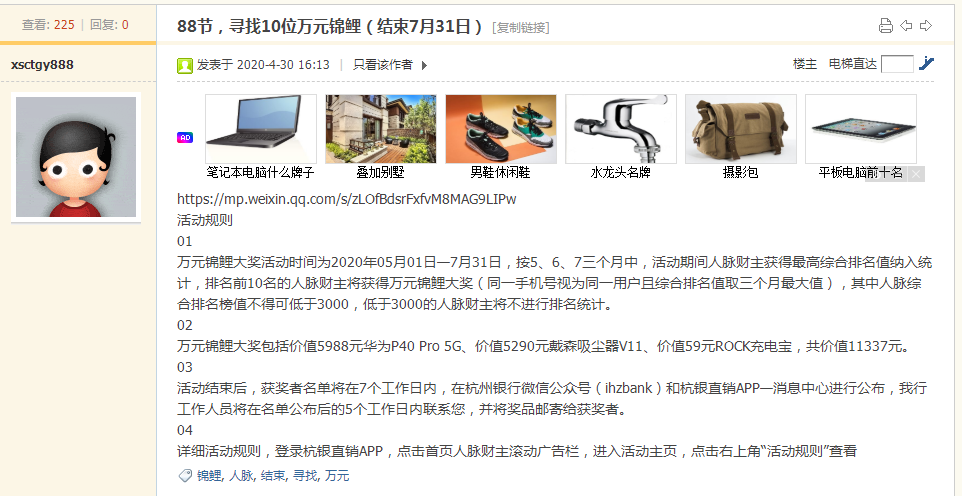 查看: 225 | 回复: 0
88节，寻找10位万元锦鲤（结束7月31日） [复制链接]
xsctgy888
发表于 2020-4-30 16:13 | 只看该作者
楼主 电梯直达
AD
笔记本电脑什么牌子 叠加别墅 男鞋休闲鞋 水龙头名牌 摄影包 平板电脑前十名
https://mp.weixin.qq.com/s/zLOfBdsrFxfvM8MAG9LIPw
活动规则
01
万元锦鲤大奖活动时间为2020年05月01日—7月31日，按5、6、7三个月中，活动期间人脉财主获得最高综合排名值纳入统
计，排名前10名的人脉财主将获得万元锦鲤大奖（同一手机号视为同一用户且综合排名值取三个月最大值），其中人脉综
合排名榜值不得可低于3000，低于3000的人脉财主将不进行排名统计。
02
万元锦鲤大奖包括价值5988元华为P40 Pro 5G、价值5290元戴森吸尘器V11、价值59元ROCK充电宝，共价值11337元。
03
活动结束后，获奖者名单将在7个工作日内，在杭州银行微信公众号（ihzbank）和杭银直销APP—消息中心进行公布，我行
工作人员将在名单公布后的5个工作日内联系您，并将奖品邮寄给获奖者。
04
详细活动规则，登录杭银直销APP，点击首页人脉财主滚动广告栏，进入活动主页，点击右上角“活动规则”查看
锦鲤, 人脉, 结束, 寻找, 万元